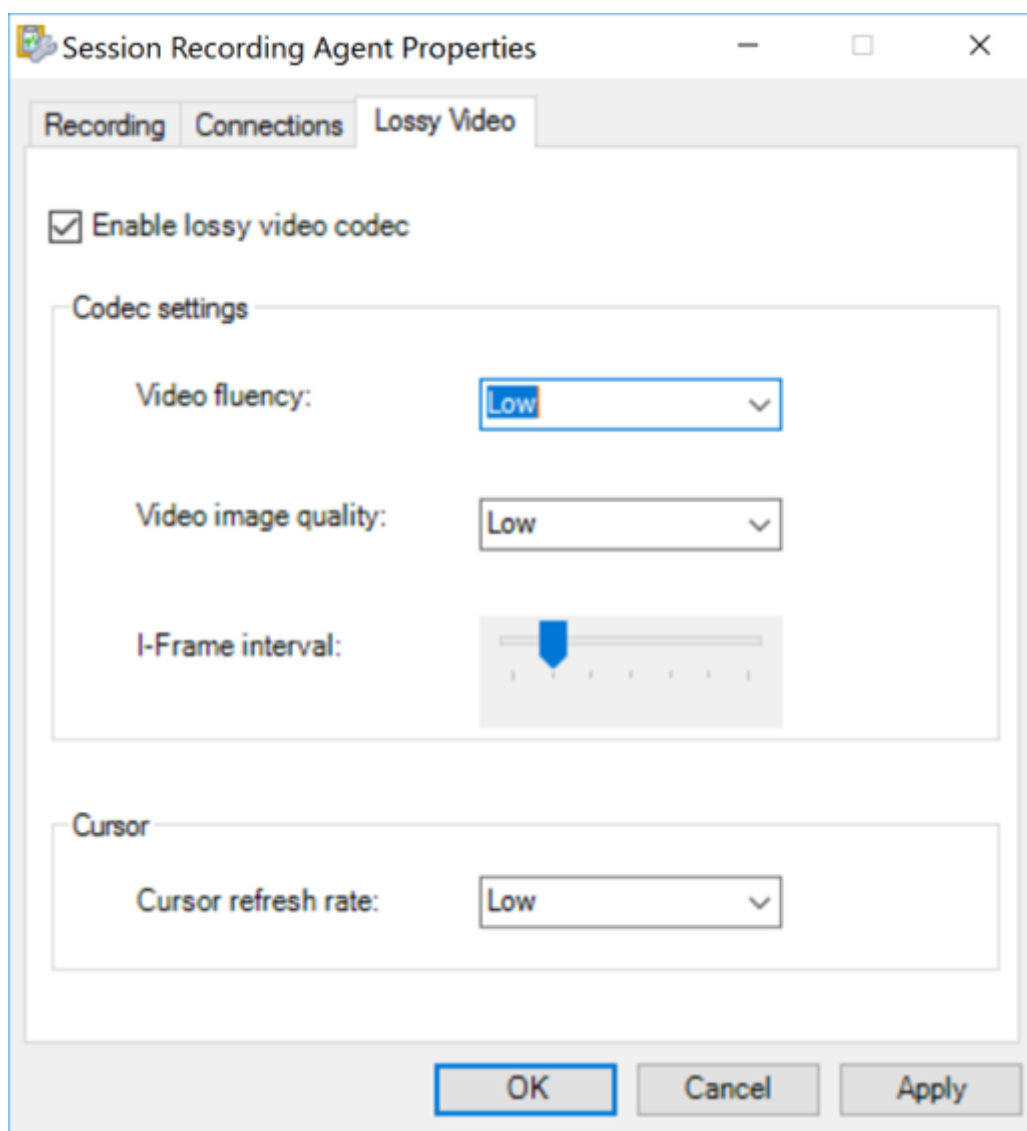 Session Recording Agent Properties
Recording Connections Lossy Video
Enable lossy video codec
Codec settings
Video fluency: Low
Video image quality: Low
I-Frame interval:
Cursor
Cursor refresh rate: Low
OK Cancel Apply